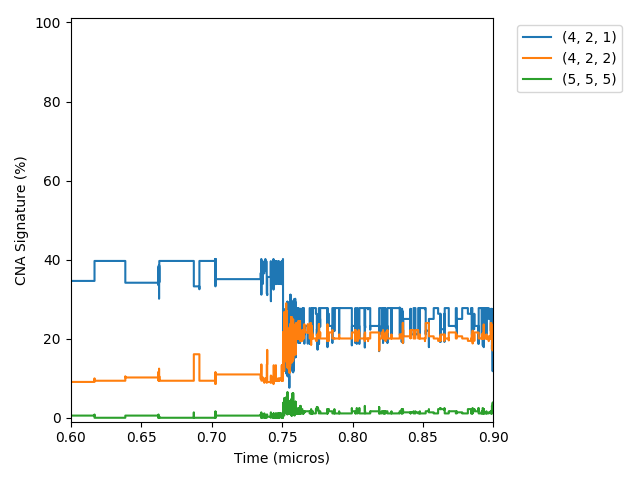 100
80
60
40
20
0
CNA Signature (%)
0.60
0.65
0.70
0.75
0.80
0.85
0.90
Time (micros)
(4, 2, 1)
(4, 2, 2)
(5, 5, 5)